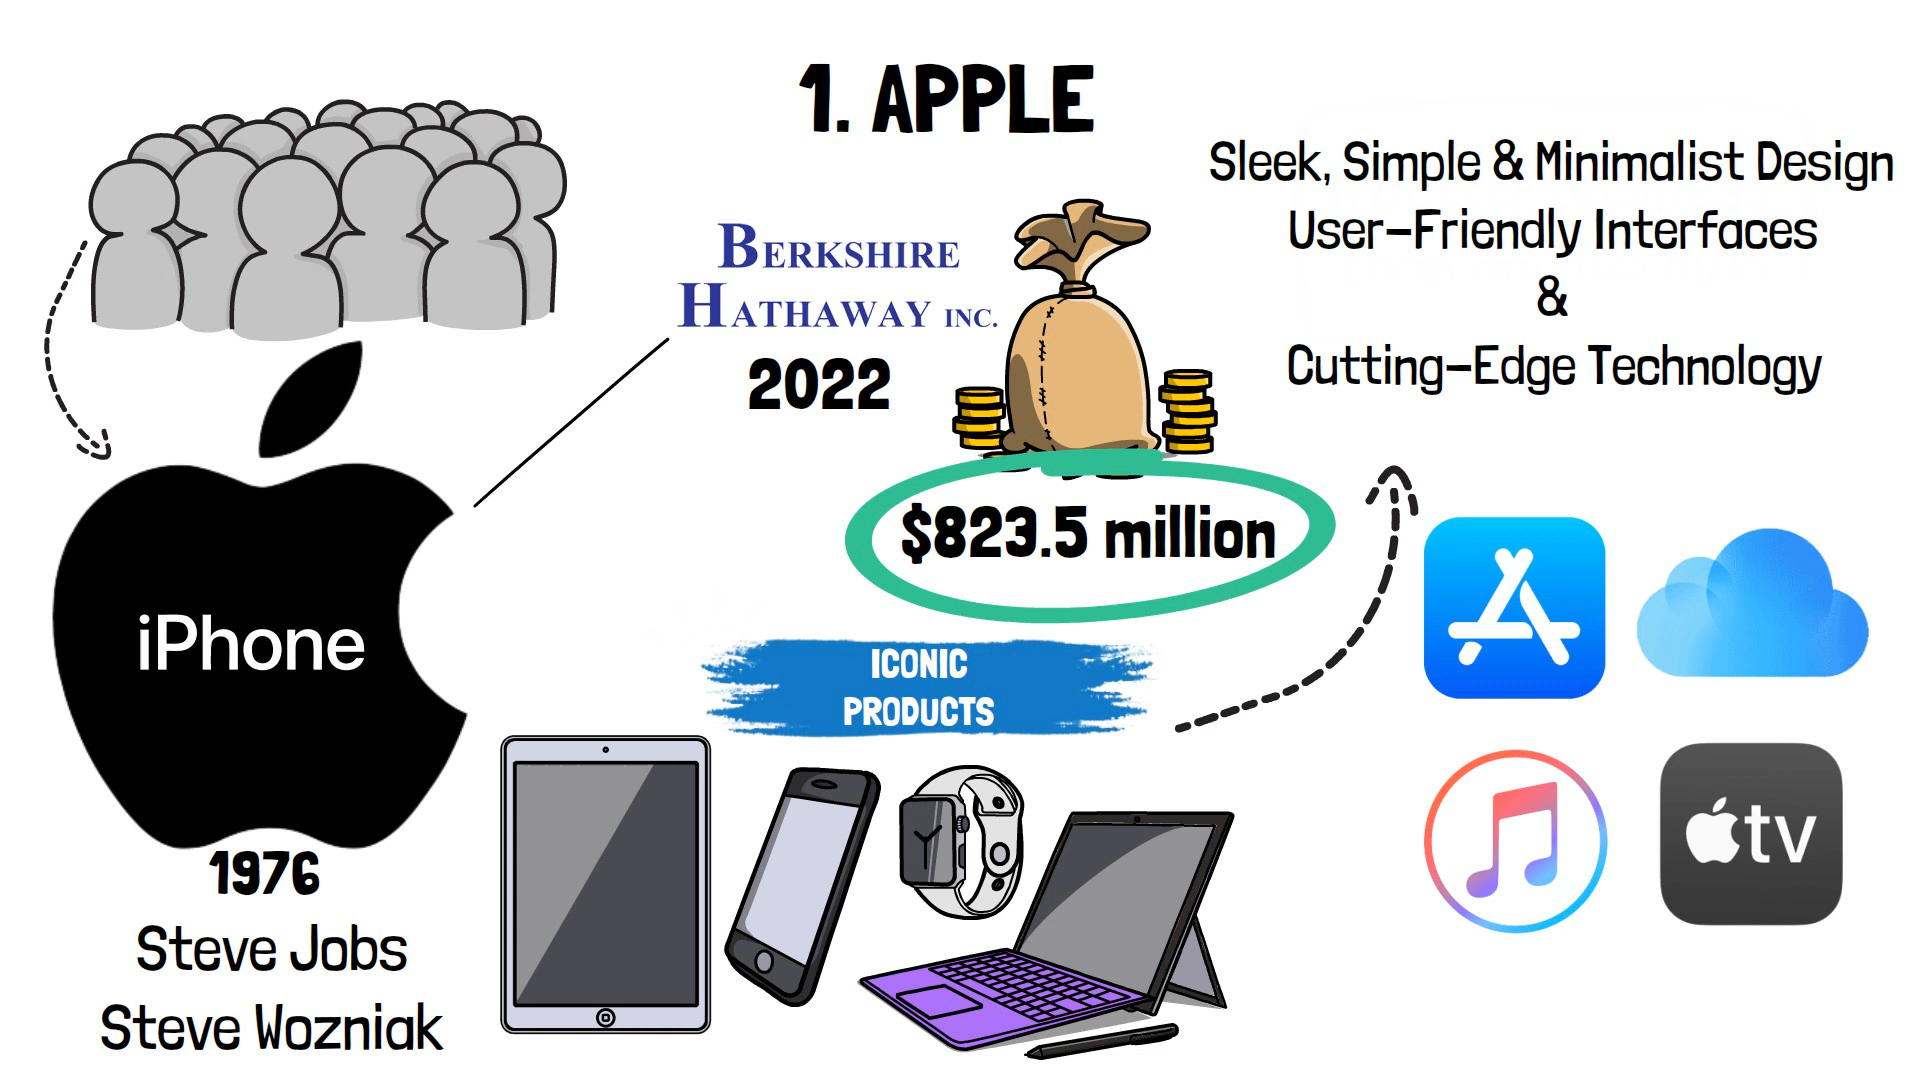 1. APPLE
BERKSHIRE
HATHAWAY INC.
2022
$823.5 million
Sleek, Simple & Minimalist Design
User-Friendly Interfaces
&
Cutting-Edge Technology
iPhone
1976
Steve Jobs
Steve Wozniak
ICONIC
PRODUCTS
tv